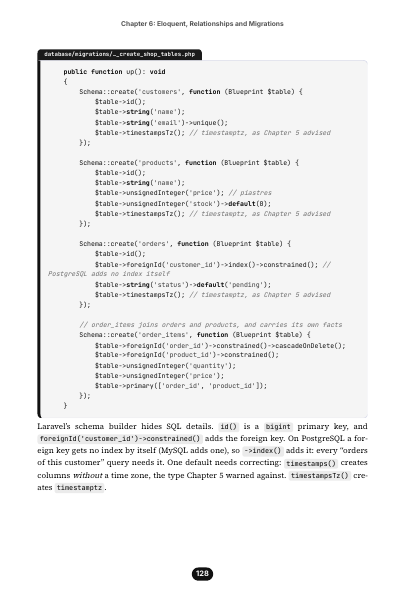 Chapter 6: Eloquent, Relationships and Migrations
database/migrations/…_create_shop_tables.php
public function up(): void
{
Schema::create('customers', function (Blueprint $table) {
$table->id();
$table->string('name');
$table->string('email')->unique();
$table->timestampsTz(); // timestamptz, as Chapter 5 advised
});
Schema::create('products', function (Blueprint $table) {
$table->id();
$table->string('name');
$table->unsignedInteger('price'); // piastres
$table->unsignedInteger('stock')->default(0);
$table->timestampsTz(); // timestamptz, as Chapter 5 advised
});
Schema::create('orders', function (Blueprint $table) {
$table->id();
$table->foreignId('customer_id')->index()->constrained(); //
PostgreSQL adds no index itself
$table->string('status')->default('pending');
$table->timestampsTz(); // timestamptz, as Chapter 5 advised
});
// order_items joins orders and products, and carries its own facts
Schema::create('order_items', function (Blueprint $table) {
$table->foreignId('order_id')->constrained()->cascadeOnDelete();
$table->foreignId('product_id')->constrained();
$table->unsignedInteger('quantity');
$table->unsignedInteger('price');
$table->primary(['order_id', 'product_id']);
});
}
Laravel's schema builder hides SQL details. id() is a bigint primary key, and
foreignId('customer_id')->constrained() adds the foreign key. On PostgreSQL a for-
eign key gets no index by itself (MySQL adds one), so ->index() adds it: every “orders
of this customer” query needs it. One default needs correcting: timestamps() creates
columns without a time zone, the type Chapter 5 warned against. timestampsTz() cre-
ates timestamptz.
128